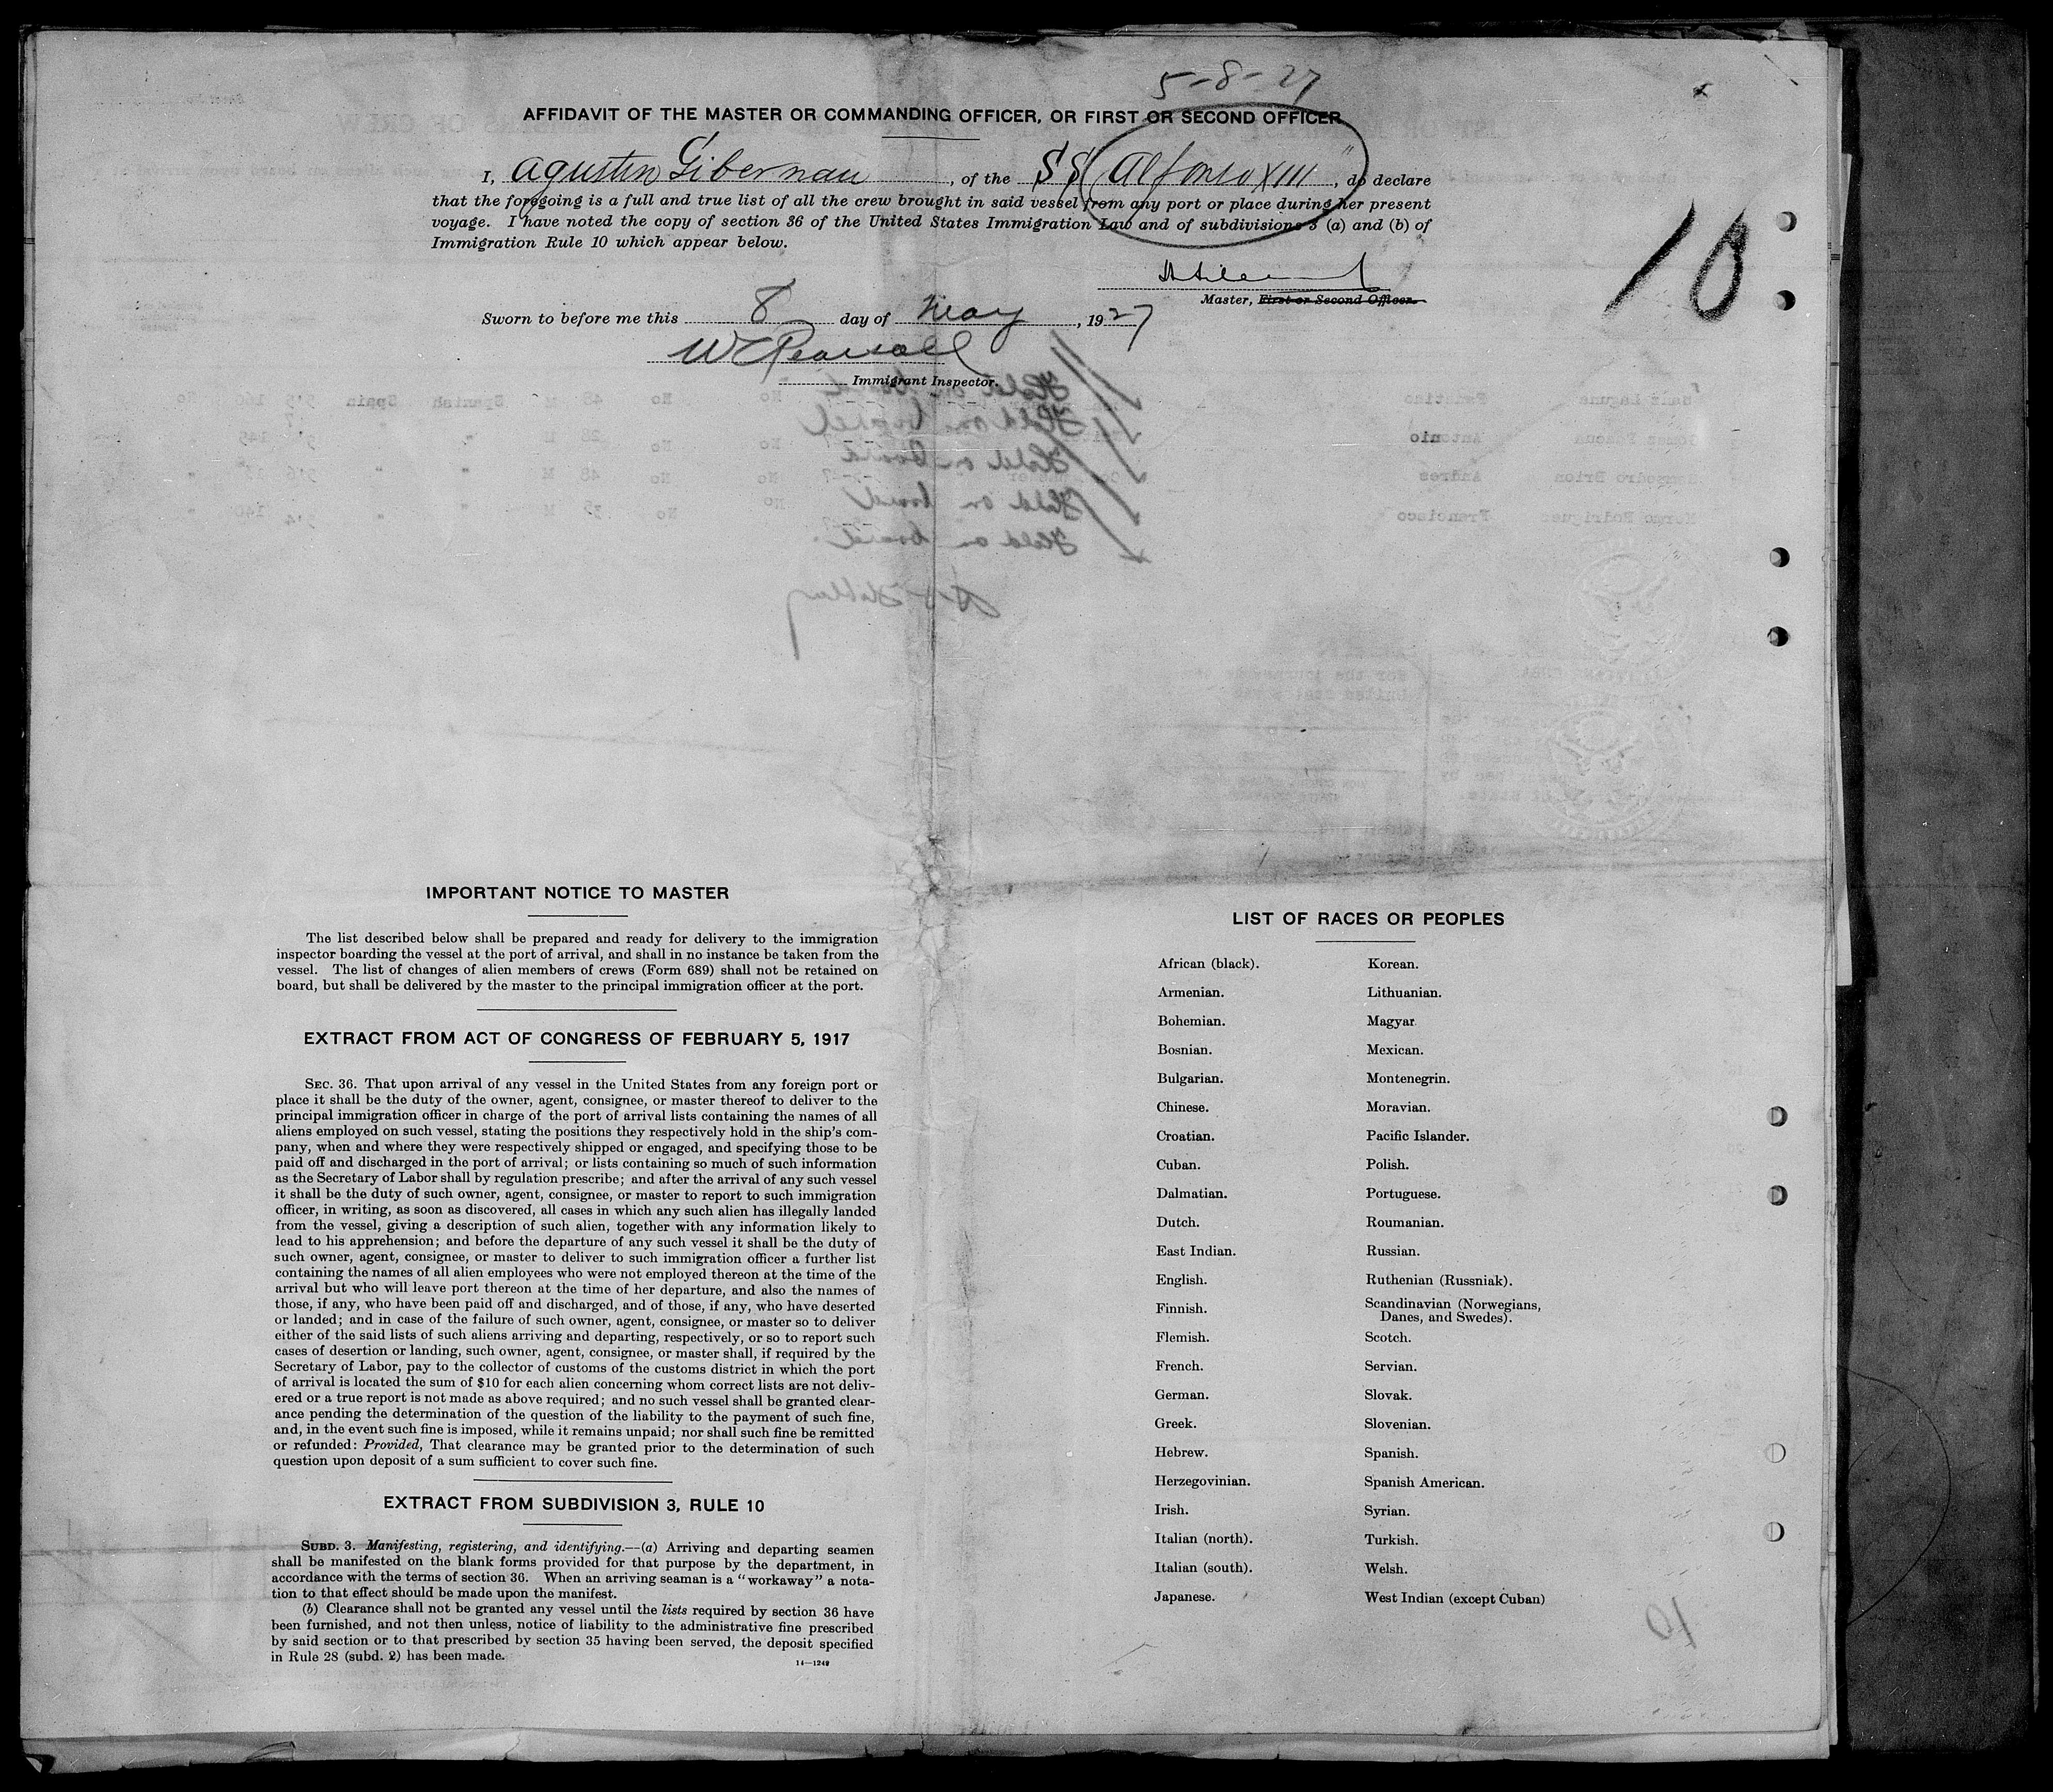 5-8-27
AFFIDAVIT OF THE MASTER OR COMMANDING OFFICER, OR FIRST OR SECOND OFFICER
I, Agustin Gibernau, of the SS "Alfonso XIII", do declare
that the foregoing is a full and true list of all the crew brought in said vessel from any port or place during her present
voyage. I have noted the copy of section 36 of the United States Immigration Law and of subdivisions 3 (a) and (b) of
Immigration Rule 10 which appear below.
10
Master, First or Second Officer.
Sworn to before me this 8 day of May, 1927
Immigrant Inspector.
Held on board
Held on board
Held on board
Held on board
Held on board.
IMPORTANT NOTICE TO MASTER
The list described below shall be prepared and ready for delivery to the immigration
inspector boarding the vessel at the port of arrival, and shall in no instance be taken from the
vessel. The list of changes of alien members of crews (Form 689) shall not be retained on
board, but shall be delivered by the master to the principal immigration officer at the port.
EXTRACT FROM ACT OF CONGRESS OF FEBRUARY 5, 1917
SEC. 36. That upon arrival of any vessel in the United States from any foreign port or
place it shall be the duty of the owner, agent, consignee, or master thereof to deliver to the
principal immigration officer in charge of the port of arrival lists containing the names of all
aliens employed on such vessel, stating the positions they respectively hold in the ship's com-
pany, when and where they were respectively shipped or engaged, and specifying those to be
paid off and discharged in the port of arrival; or lists containing so much of such information
as the Secretary of Labor shall by regulation prescribe; and after the arrival of any such vessel
it shall be the duty of such owner, agent, consignee, or master to report to such immigration
officer, in writing, as soon as discovered, all cases in which any such alien has illegally landed
from the vessel, giving a description of such alien, together with any information likely to
lead to his apprehension; and before the departure of any such vessel it shall be the duty of
such owner, agent, consignee, or master to deliver to such immigration officer a further list
containing the names of all alien employees who were not employed thereon at the time of the
arrival but who will leave port thereon at the time of her departure, and also the names of
those, if any, who have been paid off and discharged, and of those, if any, who have deserted
or landed; and in case of the failure of such owner, agent, consignee, or master so to deliver
either of the said lists of such aliens arriving and departing, respectively, or so to report such
cases of desertion or landing, such owner, agent, consignee, or master shall, if required by the
Secretary of Labor, pay to the collector of customs of the customs district in which the port
of arrival is located the sum of $10 for each alien concerning whom correct lists are not deliv-
ered or a true report is not made as above required; and no such vessel shall be granted clear-
ance pending the determination of the question of the liability to the payment of such fine,
and, in the event such fine is imposed, while it remains unpaid; nor shall such fine be remitted
or refunded: Provided, That clearance may be granted prior to the determination of such
question upon deposit of a sum sufficient to cover such fine.
EXTRACT FROM SUBDIVISION 3, RULE 10
SUBD. 3. Manifesting, registering, and identifying.—(a) Arriving and departing seamen
shall be manifested on the blank forms provided for that purpose by the department, in
accordance with the terms of section 36. When an arriving seaman is a "workaway" a nota-
tion to that effect should be made upon the manifest.
(b) Clearance shall not be granted any vessel until the lists required by section 36 have
been furnished, and not then unless, notice of liability to the administrative fine prescribed
by said section or to that prescribed by section 35 having been served, the deposit specified
in Rule 28 (subd. 2) has been made.
14—1249
LIST OF RACES OR PEOPLES
African (black).
Armenian.
Bohemian.
Bosnian.
Bulgarian.
Chinese.
Croatian.
Cuban.
Dalmatian.
Dutch.
East Indian.
English.
Finnish.
Flemish.
French.
German.
Greek.
Hebrew.
Herzegovinian.
Irish.
Italian (north).
Italian (south).
Japanese.
Korean.
Lithuanian.
Magyar
Mexican.
Montenegrin.
Moravian.
Pacific Islander.
Polish.
Portuguese.
Roumanian.
Russian.
Ruthenian (Russniak).
Scandinavian (Norwegians,
Danes, and Swedes).
Scotch.
Servian.
Slovak.
Slovenian.
Spanish.
Spanish American.
Syrian.
Turkish.
Welsh.
West Indian (except Cuban)
10